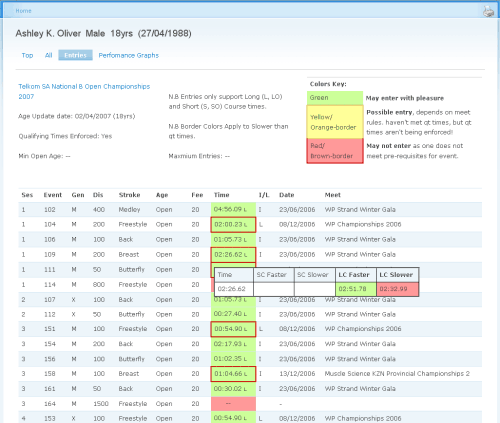 Home
Ashley K. Oliver Male 18yrs (27/04/1988)
Top All Entries Perfomance Graphs
Telkom SA National B Open Championships
2007
Age Update date: 02/04/2007 (18yrs)
Qualifying Times Enforced: Yes
Min Open Age: --
N.B Entries only support Long (L, LO)
and Short (S, SO) Course times.
N.B Border Colors Apply to Slower than
qt times.
Maxmium Entries: --
Colors Key:
Green May enter with pleasure
Yellow/
Orange-border
Possible entry, depends on meet
rules. haven't met qt times, but qt
times aren't being enforced!
Red/
Brown-border
May not enter as one does not
meet pre-requisites for event.
Ses Event Gen Dis Stroke Age Fee Time I/L Date Meet
1 102 M 400 Medley Open 20 04:56.09 L I 23/06/2006 WP Strand Winter Gala
1 104 M 200 Freestyle Open 20 02:00.23 L L 08/12/2006 WP Championships 2006
1 106 M 100 Back Open 20 01:05.73 L I 23/06/2006 WP Strand Winter Gala
1 109 M 200 Breast Open 20 02:26.62 L I 23/06/2006 WP Strand Winter Gala
1 111 M 50 Butterfly Open 20
1 114 M 800 Freestyle Open 20
Time SC Faster SC Slower LC Faster LC Slower
02:26.62 02:51.78 02:32.99
2 107 X 100 Back Open 20 01:05.73 L I 23/06/2006 WP Strand Winter Gala
2 112 X 50 Butterfly Open 20 00:27.40 L I 23/06/2006 WP Strand Winter Gala
3 151 M 100 Freestyle Open 20 00:54.90 L L 08/12/2006 WP Championships 2006
3 154 M 200 Back Open 20 02:17.93 L I 23/06/2006 WP Strand Winter Gala
3 156 M 100 Butterfly Open 20 01:02.35 L I 23/06/2006 WP Strand Winter Gala
3 158 M 100 Breast Open 20 01:04.66 L I 13/12/2006 Muscle Science KZN Provincial Championships 2
3 161 M 50 Back Open 20 00:30.02 L I 23/06/2006 WP Strand Winter Gala
3 164 M 1500 Freestyle Open 20 -- -
4 153 X 100 Freestyle Open 20 00:54.90 L L 08/12/2006 WP Championships 2006